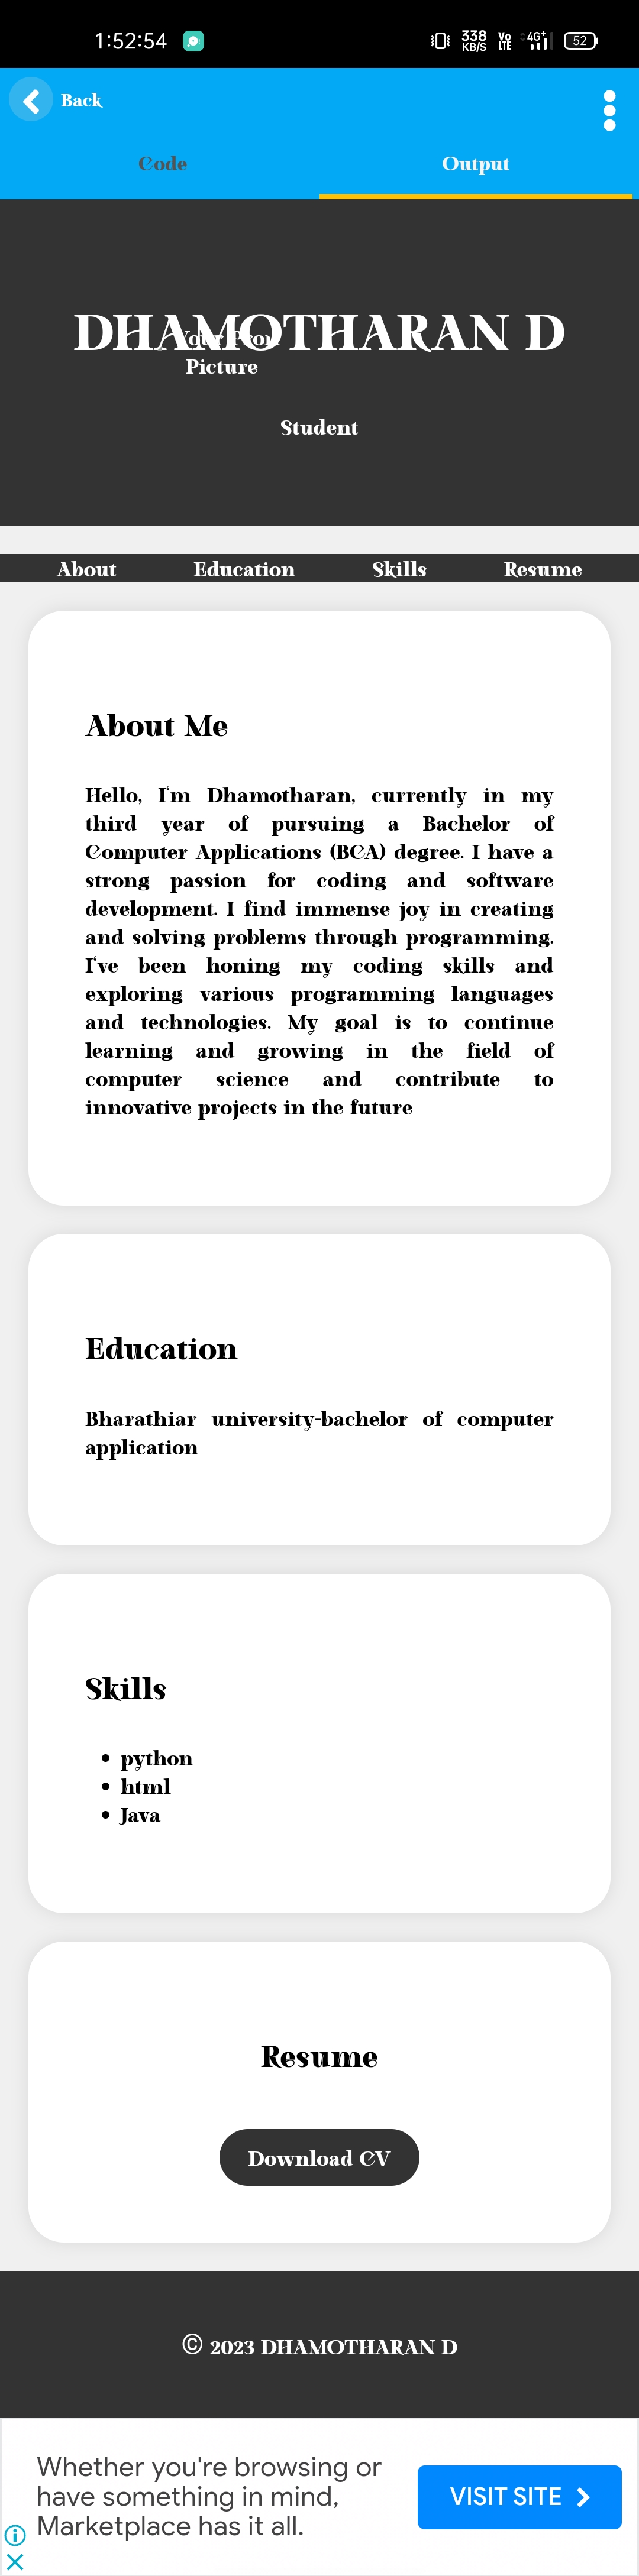 1:52:54
338
KB/S
Vo
LTE
4G+
52
Back
Code
Output
DHAMOTHARAN D
Your Prof
Picture
Student
About
Education
Skills
Resume
About Me
Hello, I'm Dhamotharan, currently in my
third year of pursuing a Bachelor of
Computer Applications (BCA) degree. I have a
strong passion for coding and software
development. I find immense joy in creating
and solving problems through programming.
I've been honing my coding skills and
exploring various programming languages
and technologies. My goal is to continue
learning and growing in the field of
computer science and contribute to
innovative projects in the future
Education
Bharathiar university-bachelor of computer
application
Skills
• python
• html
• Java
Resume
Download CV
© 2023 DHAMOTHARAN D
Whether you're browsing or
have something in mind,
Marketplace has it all.
VISIT SITE